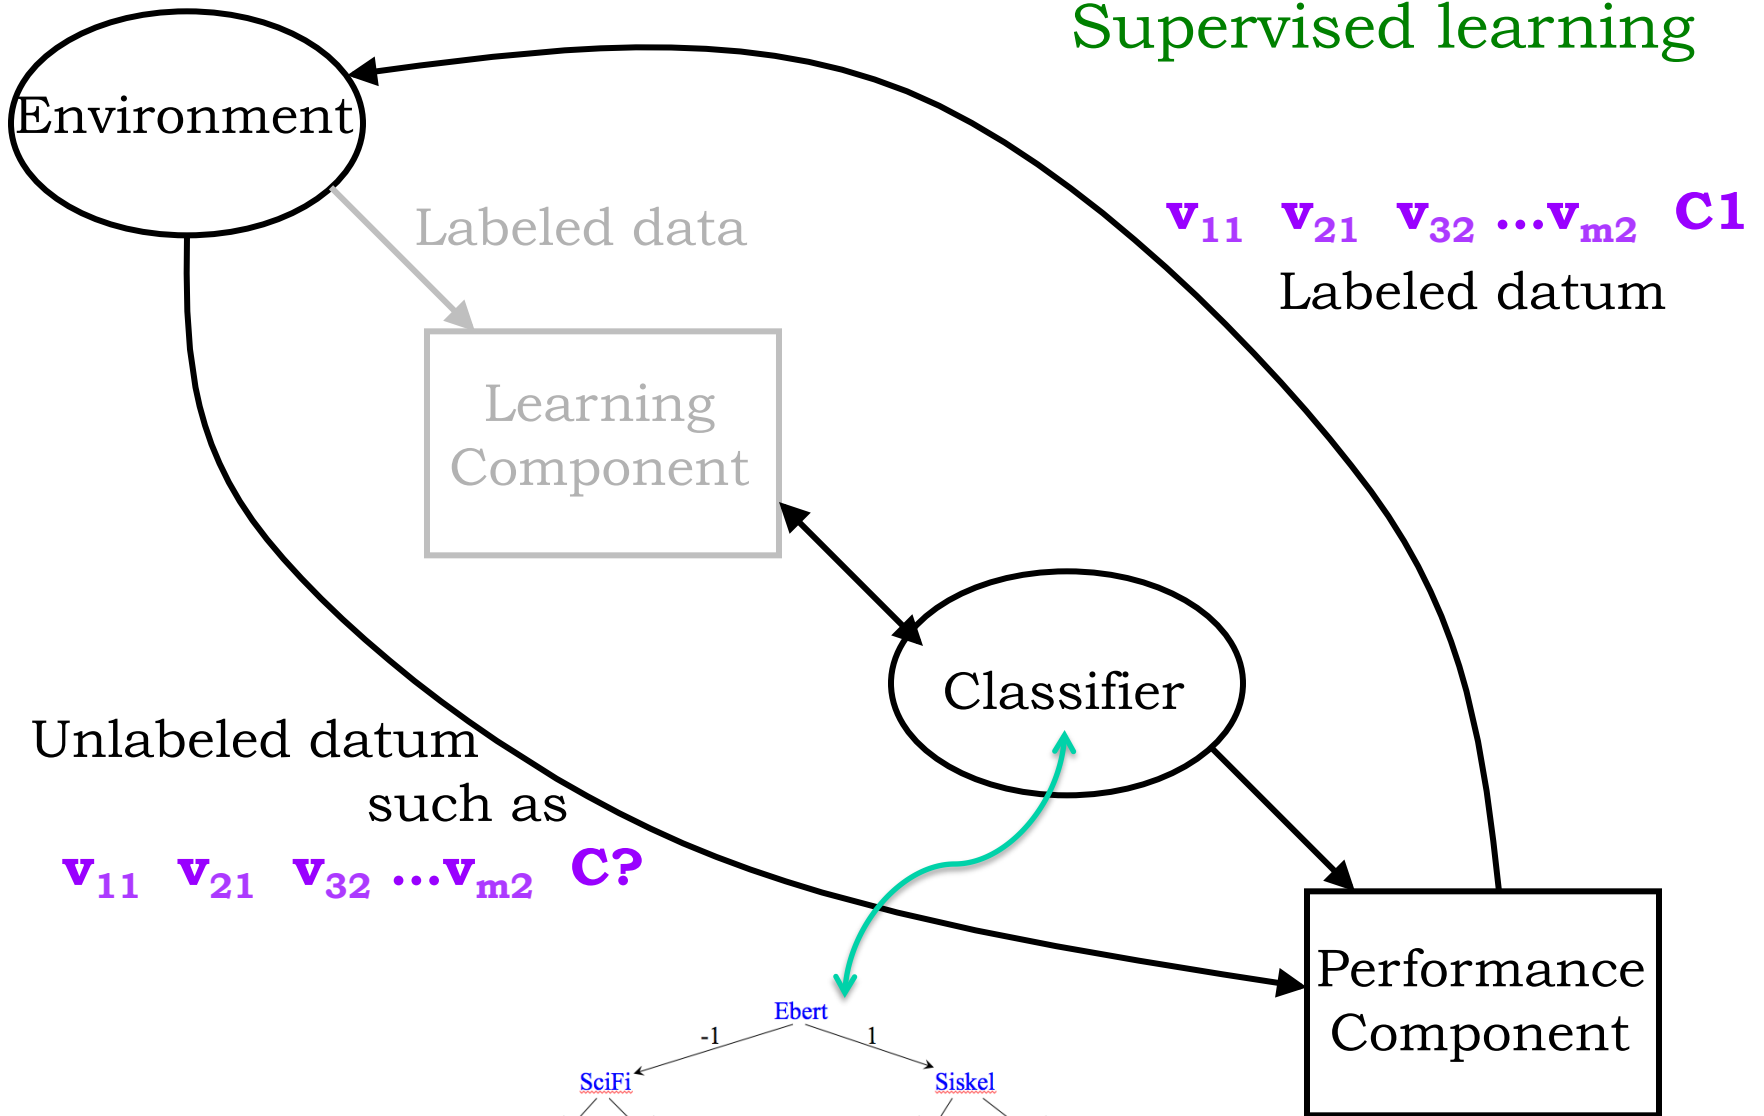 Supervised learning
Environment
v11 v21 v32 ...vm2 C1
Labeled data
Labeled datum
Learning
Component
Classifier
Unlabeled datum
such as
v11 v21 v32 ...vm2 C?
Performance
Component
Ebert
-1 1
SciFi Siskel